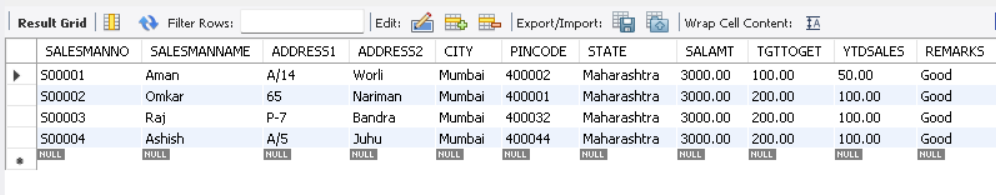 Result Grid Filter Rows: Edit: Export/Import: Wrap Cell Content: IA
SALESMANNO SALESMANNAME ADDRESS1 ADDRESS2 CITY PINCODE STATE SALAMT TGTTOGET YTDSALES REMARKS
S00001 Aman A/14 Worli Mumbai 400002 Maharashtra 3000.00 100.00 50.00 Good
S00002 Omkar 65 Nariman Mumbai 400001 Maharashtra 3000.00 200.00 100.00 Good
S00003 Raj P-7 Bandra Mumbai 400032 Maharashtra 3000.00 200.00 100.00 Good
S00004 Ashish A/5 Juhu Mumbai 400044 Maharashtra 3000.00 200.00 100.00 Good
NULL NULL NULL NULL NULL NULL NULL NULL NULL NULL NULL